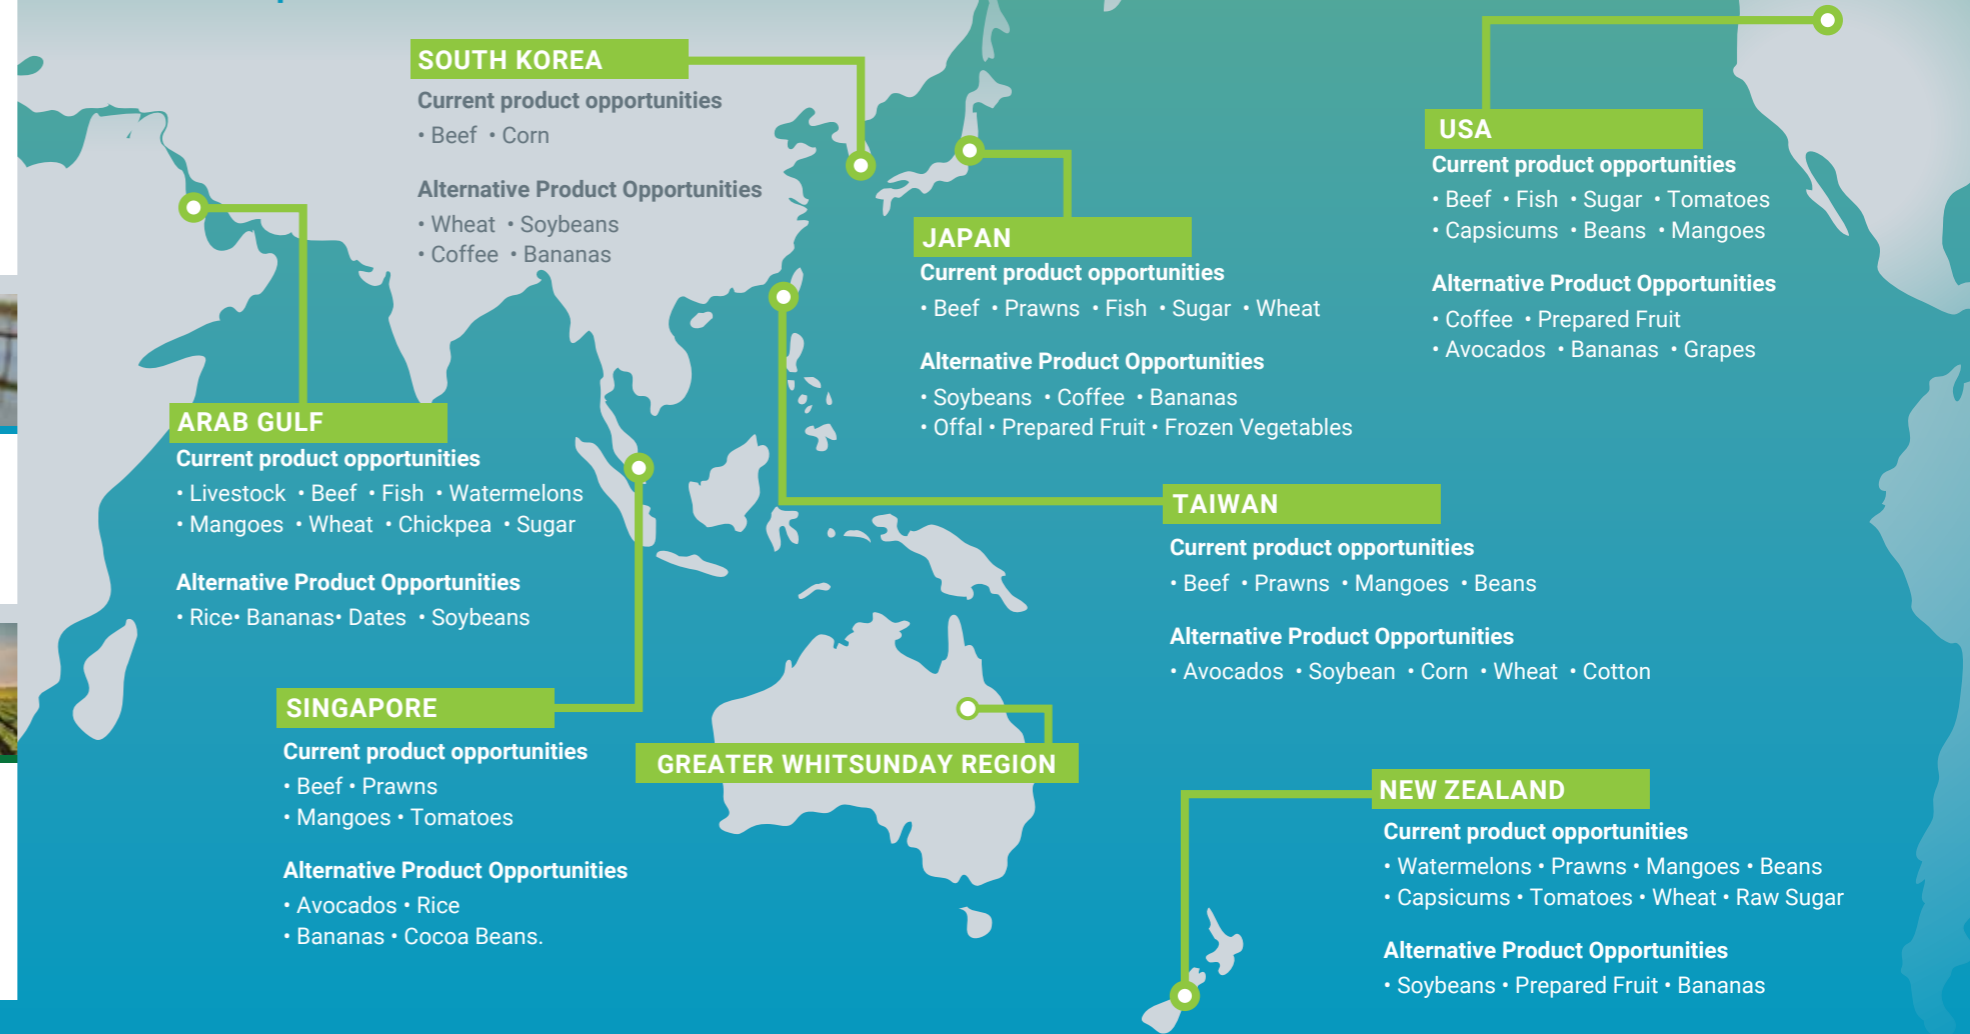 SOUTH KOREA
Current product opportunities
• Beef • Corn
Alternative Product Opportunities
• Wheat • Soybeans
• Coffee • Bananas
USA
Current product opportunities
• Beef • Fish • Sugar • Tomatoes
• Capsicums • Beans • Mangoes
Alternative Product Opportunities
• Coffee • Prepared Fruit
• Avocados • Bananas • Grapes
JAPAN
Current product opportunities
• Beef • Prawns • Fish • Sugar • Wheat
Alternative Product Opportunities
• Soybeans • Coffee • Bananas
• Offal • Prepared Fruit • Frozen Vegetables
ARAB GULF
Current product opportunities
• Livestock • Beef • Fish • Watermelons
• Mangoes • Wheat • Chickpea • Sugar
Alternative Product Opportunities
• Rice• Bananas• Dates • Soybeans
TAIWAN
Current product opportunities
• Beef • Prawns • Mangoes • Beans
Alternative Product Opportunities
• Avocados • Soybean • Corn • Wheat • Cotton
SINGAPORE
Current product opportunities
• Beef • Prawns
• Mangoes • Tomatoes
Alternative Product Opportunities
• Avocados • Rice
• Bananas • Cocoa Beans.
GREATER WHITSUNDAY REGION
NEW ZEALAND
Current product opportunities
• Watermelons • Prawns • Mangoes • Beans
• Capsicums • Tomatoes • Wheat • Raw Sugar
Alternative Product Opportunities
• Soybeans • Prepared Fruit • Bananas